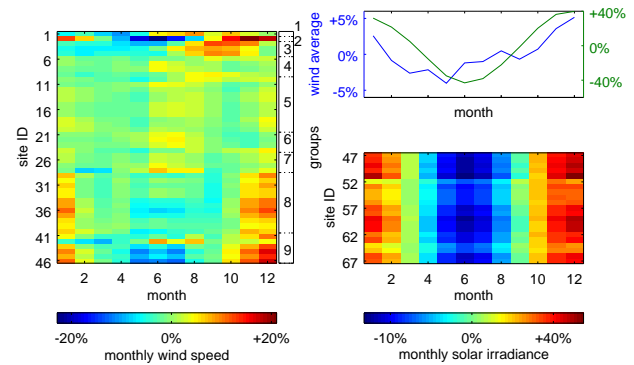 1
6
11
16
21
26
31
36
41
46
site ID
2 4 6 8 10 12
month
1
2
3
4
5
6
7
8
9
groups
-20% 0% +20%
monthly wind speed
+5%
0%
-5%
wind average
+40%
0%
-40%
month
47
52
57
62
67
site ID
2 4 6 8 10 12
month
-10% 0% +40%
monthly solar irradiance